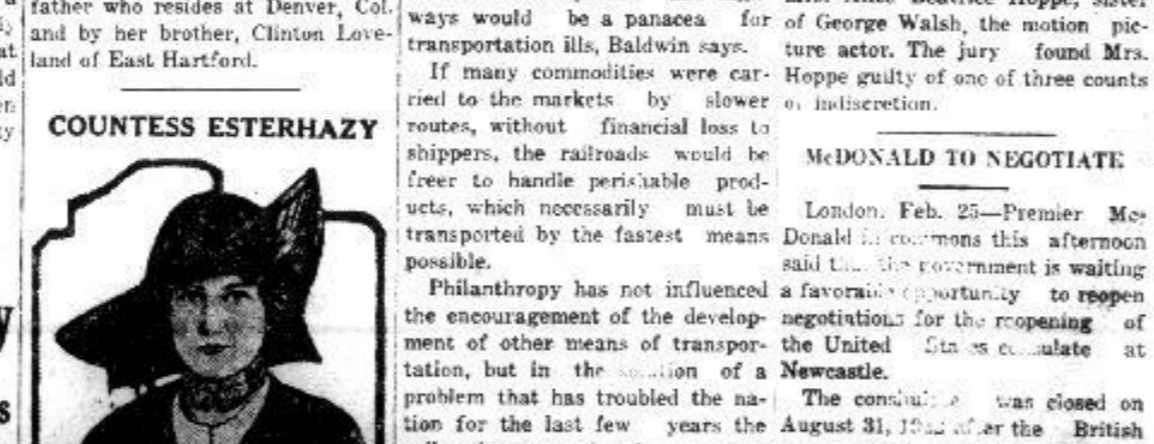 father who resides at Denver, Col.
and by her brother, Clinton Love-
land of East Hartford.
COUNTESS ESTERHAZY
ways would be a panacea for
transportation ills, Baldwin says.
If many commodities were car-
ried to the markets by slower
routes, without financial loss to
shippers, the railroads would be
freer to handle perishable prod-
ucts, which necessarily must be
transported by the fastest means
possible.
Philanthropy has not influenced
the encouragement of the develop-
ment of other means of transpor-
tation, but in the of a
problem that has troubled the na-
tion for the last few years the
of George Walsh, the motion pic-
ture actor. The jury found Mrs.
Hoppe guilty of one of three counts
of indiscretion.
McDONALD TO NEGOTIATE
London, Feb. 25—Premier Mc-
Donald in commons this afternoon
said the government is waiting
a opportunity to reopen
negotiations for the reopening of
the United at
Newcastle.
The was closed on
August 31, after the British